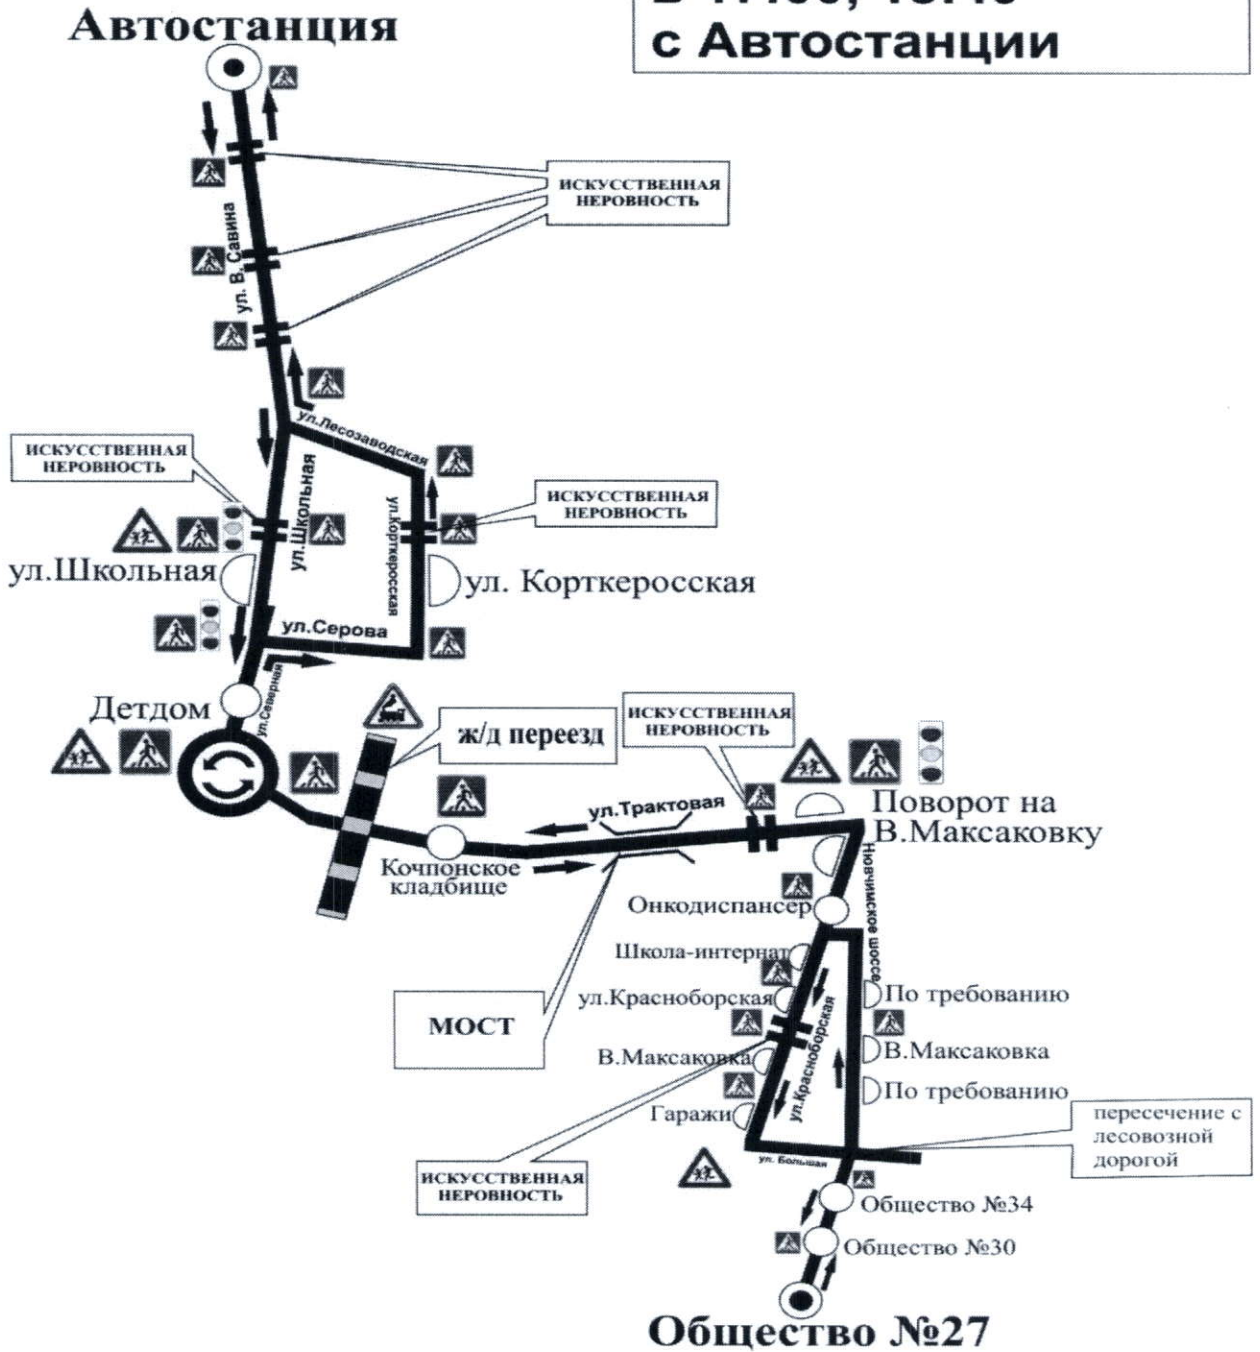 Автостанция
с Автостанции
ИСКУССТВЕННАЯ
НЕРОВНОСТЬ
ул. В. Савина
ул.Лесозаводская
ИСКУССТВЕННАЯ
НЕРОВНОСТЬ
ул.Школьная
ул.Корткеросская
ИСКУССТВЕННАЯ
НЕРОВНОСТЬ
ул.Школьная
ул. Корткеросская
ул.Серова
ул.Северная
Детдом
ж/д переезд
ИСКУССТВЕННАЯ
НЕРОВНОСТЬ
ул.Трактовая
Поворот на
В.Максаковку
Кочпонское
кладбище
Нювчимское шоссе
Онкодиспансер
Школа-интернат
ул.Красноборская
По требованию
МОСТ
ул.Красноборская
В.Максаковка
В.Максаковка
По требованию
Гаражи
пересечение с
лесовозной
дорогой
ул. Большая
ИСКУССТВЕННАЯ
НЕРОВНОСТЬ
Общество №34
Общество №30
Общество №27